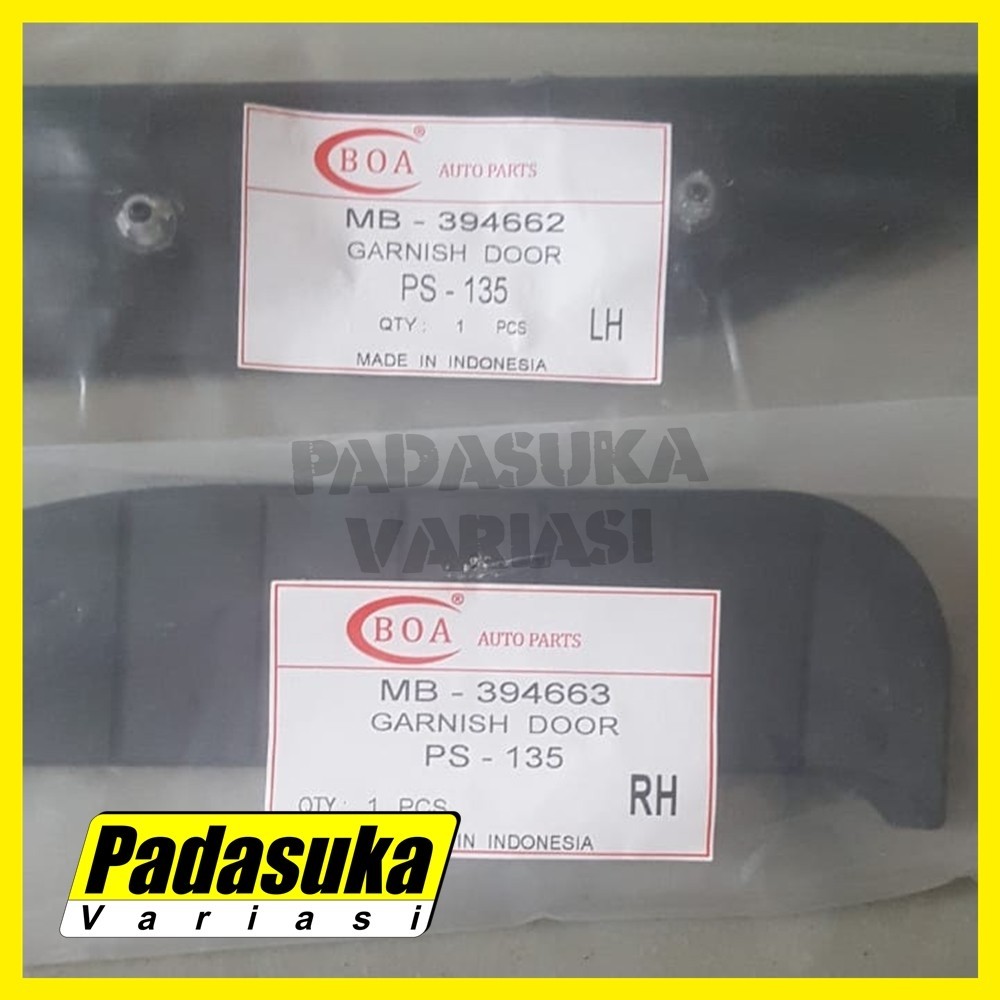 BOA® AUTO PARTS
MB - 394662
GARNISH DOOR
PS - 135
QTY : 1 PCS LH
MADE IN INDONESIA
PADASUKA
VARIASI
BOA® AUTO PARTS
MB - 394663
GARNISH DOOR
PS - 135
QTY : 1 PCS RH
IN INDONESIA
Padasuka
Variasi